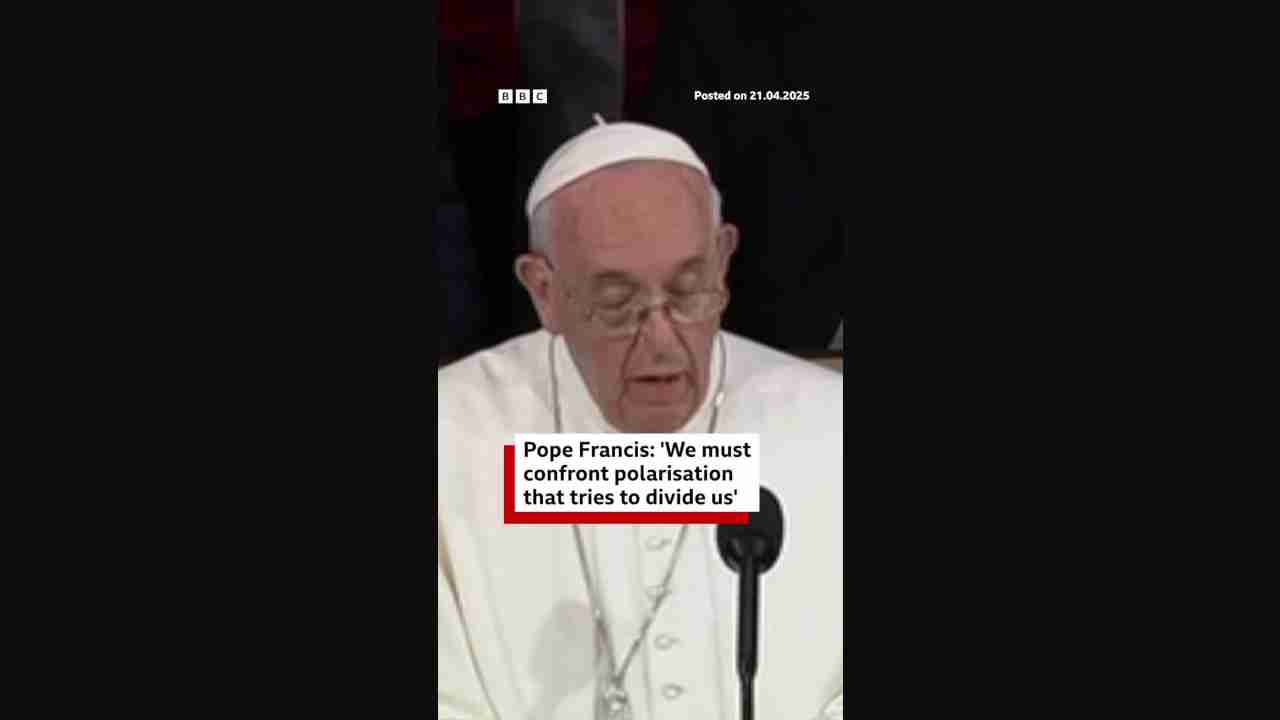 BBC
Posted on 21.04.2025
Pope Francis: 'We must
confront polarisation
that tries to divide us'